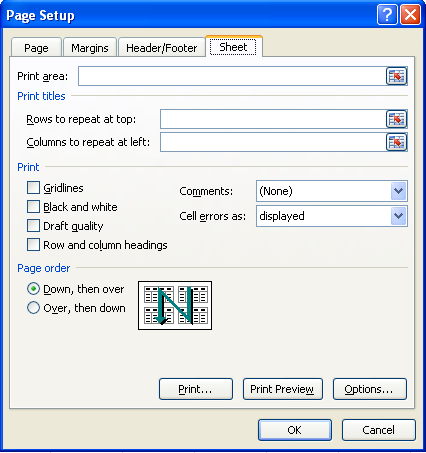 Page Setup
Page Margins Header/Footer Sheet
Print area:
Print titles
Rows to repeat at top:
Columns to repeat at left:
Print
Gridlines Comments: (None)
Black and white
Cell errors as: displayed
Draft quality
Row and column headings
Page order
Down, then over
Over, then down
Print... Print Preview Options...
OK Cancel